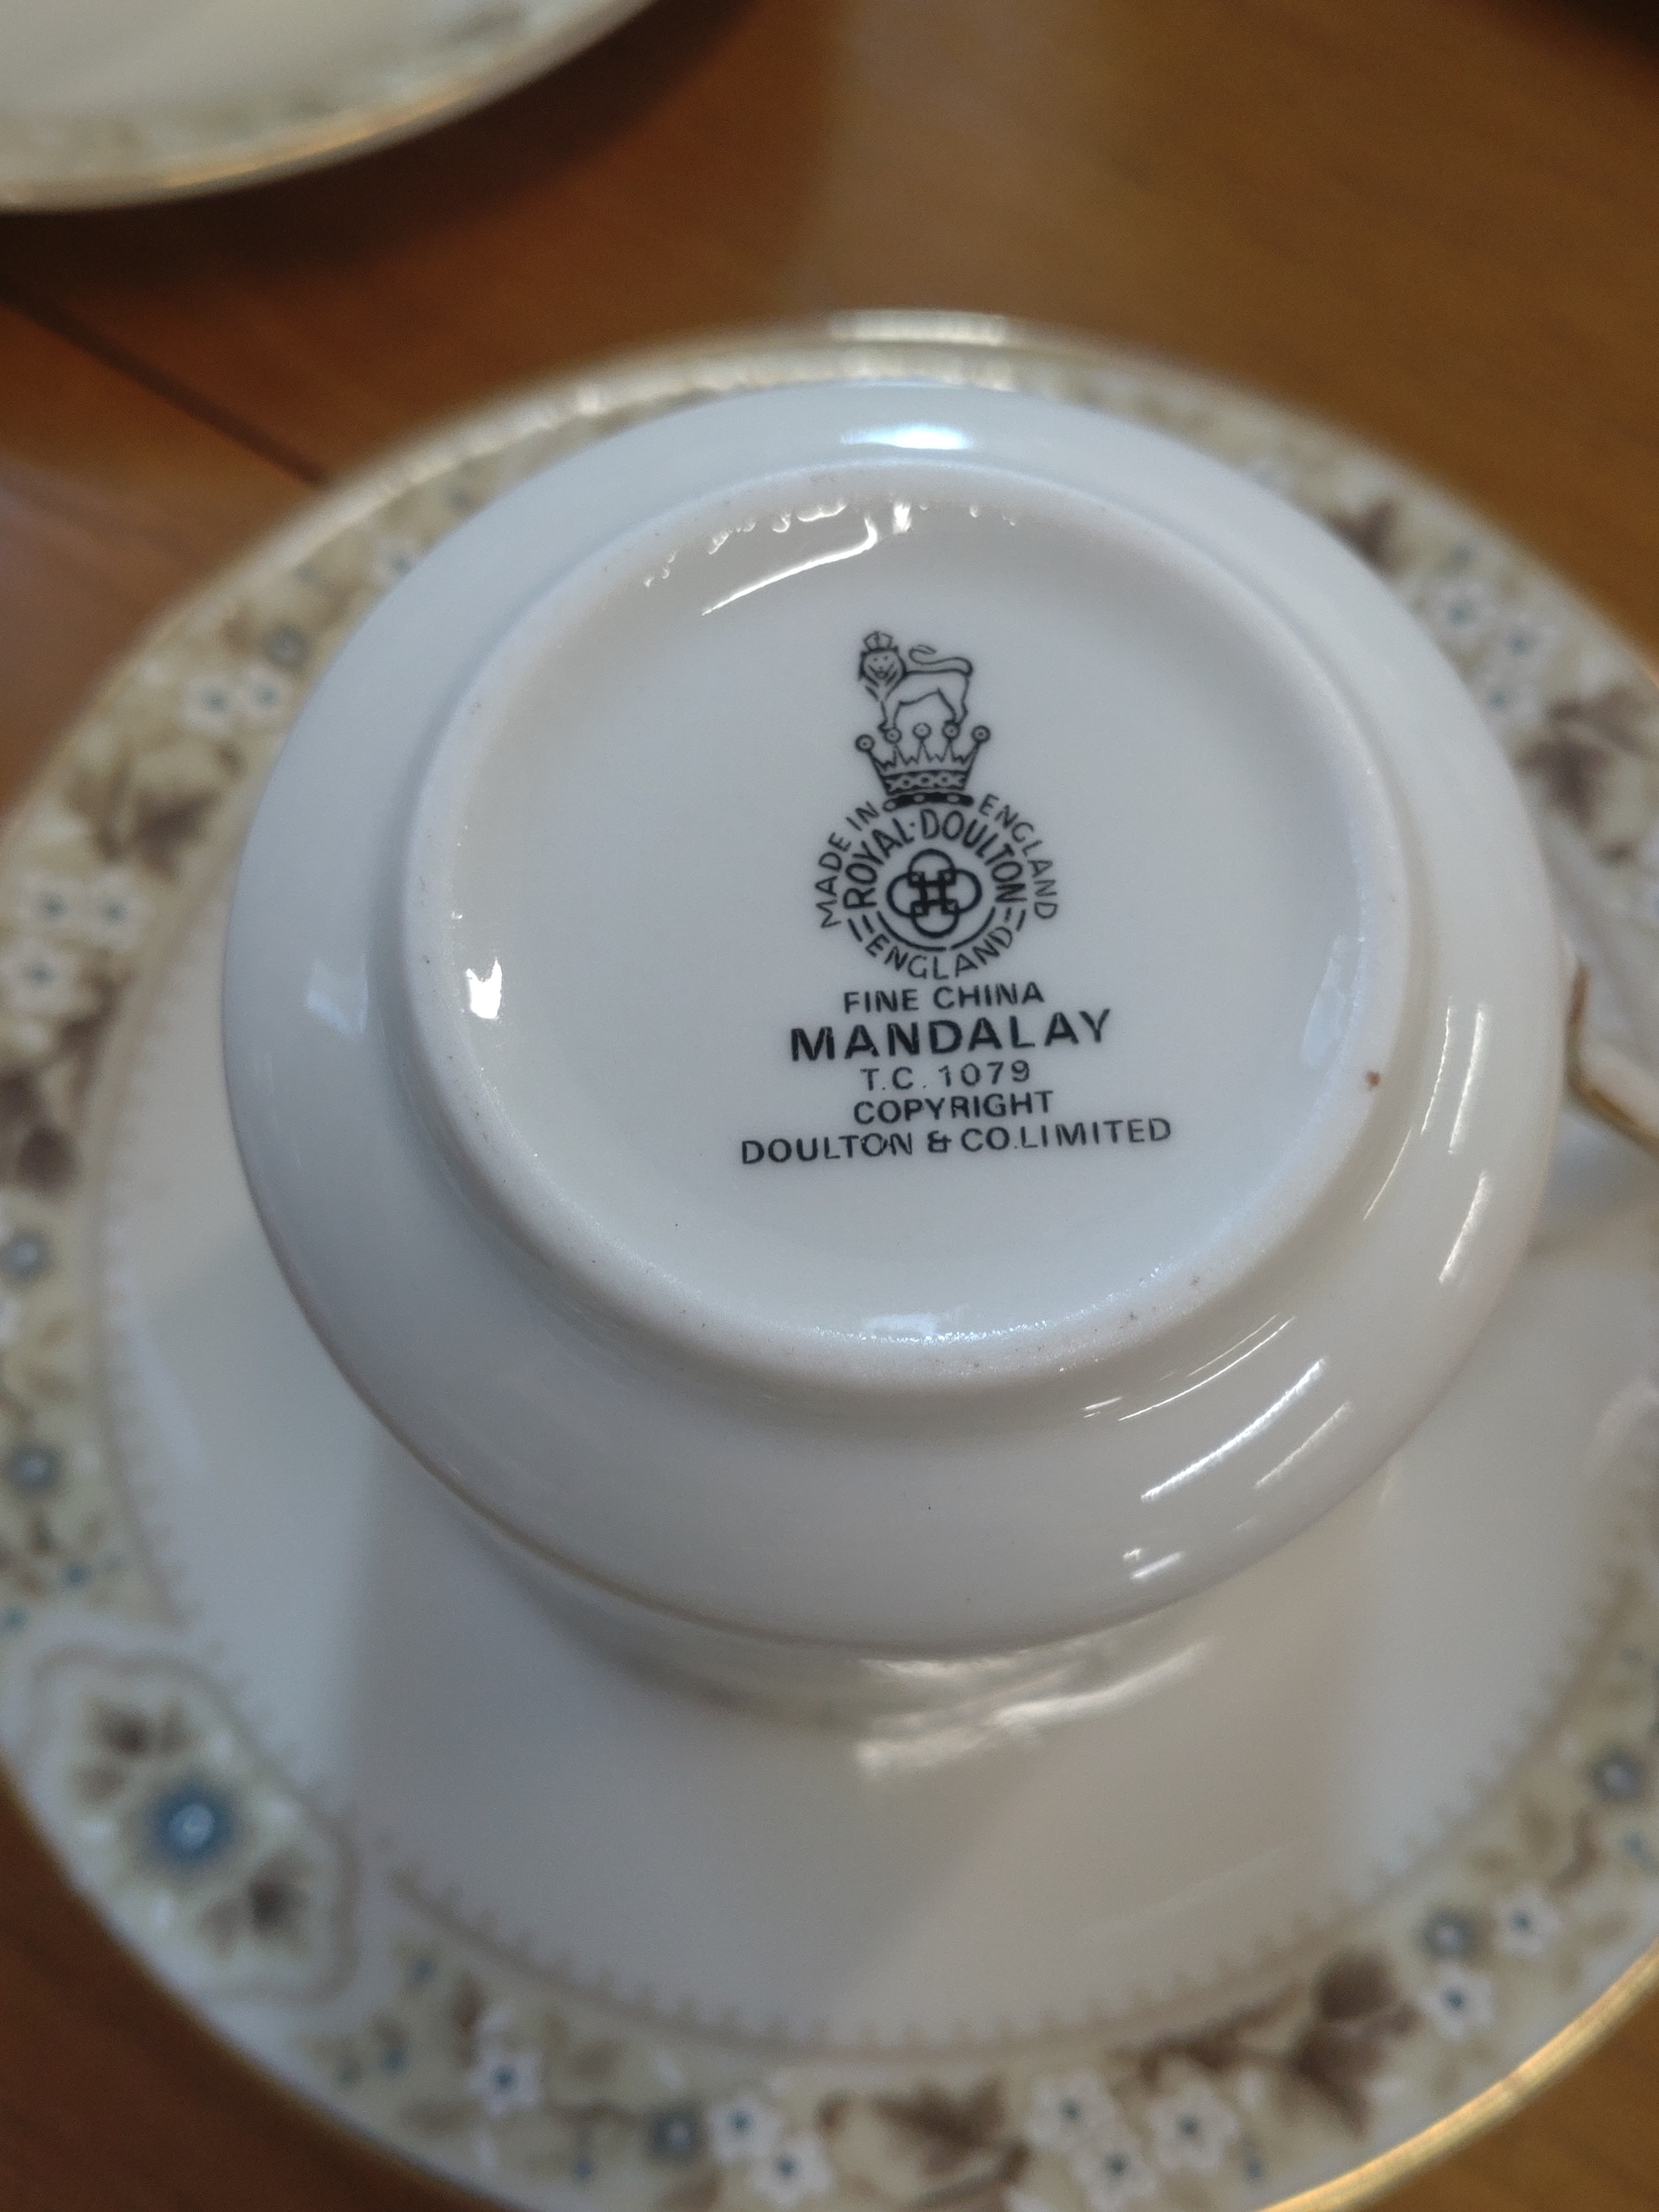 MADE IN ENGLAND
ROYAL·DOULTON
ENGLAND
FINE CHINA
MANDALAY
T.C. 1079
COPYRIGHT
DOULTON & CO.LIMITED